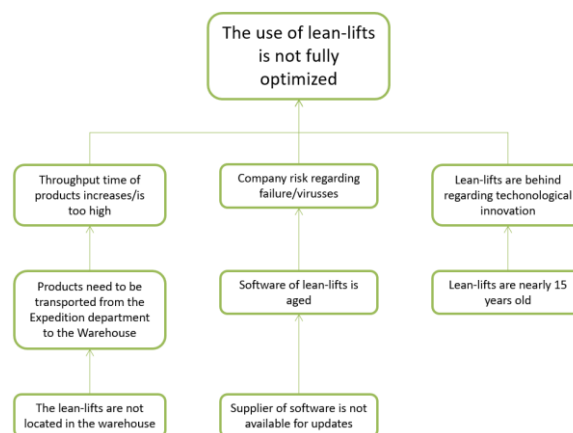 The use of lean-lifts
is not fully
optimized
Throughput time of
products increases/is
too high
Company risk regarding
failure/virusses
Lean-lifts are behind
regarding techonological
innovation
Products need to be
transported from the
Expedition department
to the Warehouse
Software of lean-lifts is
aged
Lean-lifts are nearly 15
years old
The lean-lifts are not
located in the warehouse
Supplier of software is not
available for updates